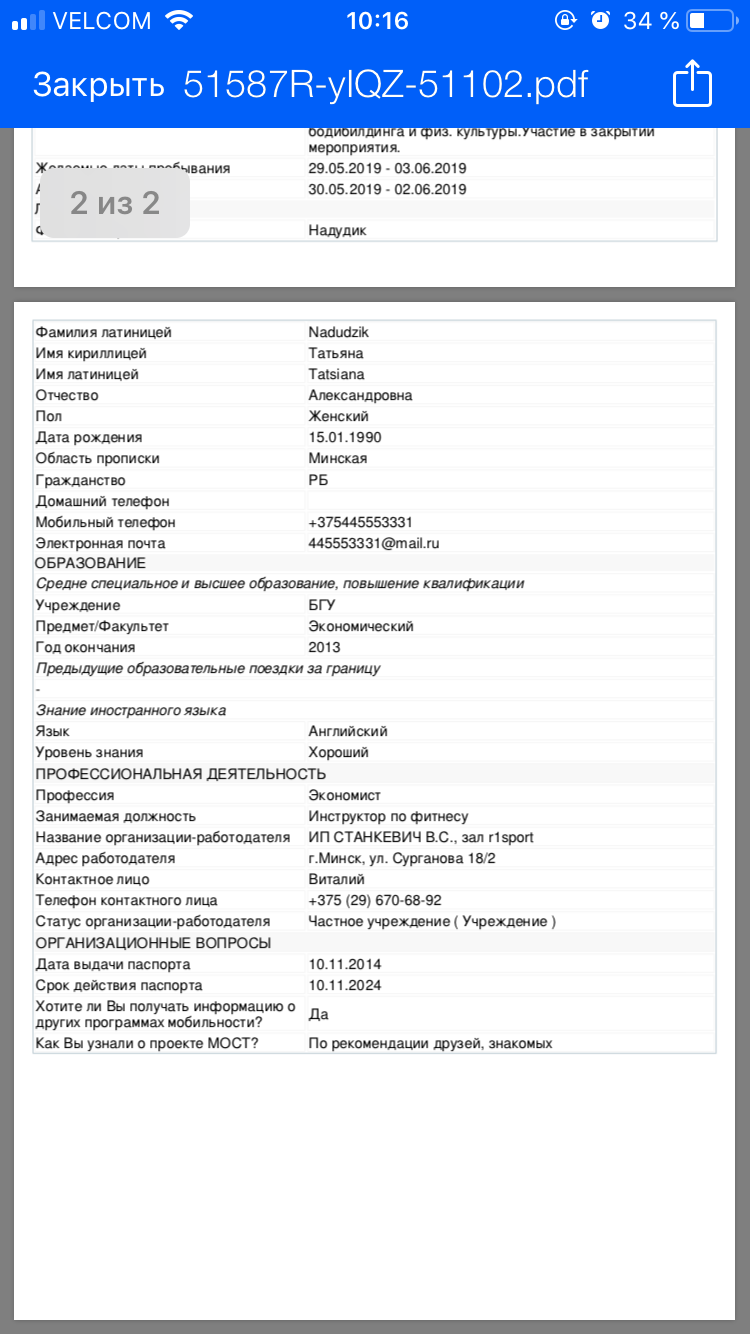 VELCOM 10:16 34 %
Закрыть 51587R-ylQZ-51102.pdf
бодибилдинга и физ. культуры.Участие в закрытии
мероприятия.
Желаемые даты пребывания 29.05.2019 - 03.06.2019
30.05.2019 - 02.06.2019
2 из 2
Надудик
Фамилия латиницей Nadudzik
Имя кириллицей Татьяна
Имя латиницей Tatsiana
Отчество Александровна
Пол Женский
Дата рождения 15.01.1990
Область прописки Минская
Гражданство РБ
Домашний телефон
Мобильный телефон +375445553331
Электронная почта 445553331@mail.ru
ОБРАЗОВАНИЕ
Средне специальное и высшее образование, повышение квалификации
Учреждение БГУ
Предмет/Факультет Экономический
Год окончания 2013
Предыдущие образовательные поездки за границу
-
Знание иностранного языка
Язык Английский
Уровень знания Хороший
ПРОФЕССИОНАЛЬНАЯ ДЕЯТЕЛЬНОСТЬ
Профессия Экономист
Занимаемая должность Инструктор по фитнесу
Название организации-работодателя ИП СТАНКЕВИЧ В.С., зал r1sport
Адрес работодателя г.Минск, ул. Сурганова 18/2
Контактное лицо Виталий
Телефон контактного лица +375 (29) 670-68-92
Статус организации-работодателя Частное учреждение ( Учреждение )
ОРГАНИЗАЦИОННЫЕ ВОПРОСЫ
Дата выдачи паспорта 10.11.2014
Срок действия паспорта 10.11.2024
Хотите ли Вы получать информацию о
других программах мобильности? Да
Как Вы узнали о проекте МОСТ? По рекомендации друзей, знакомых